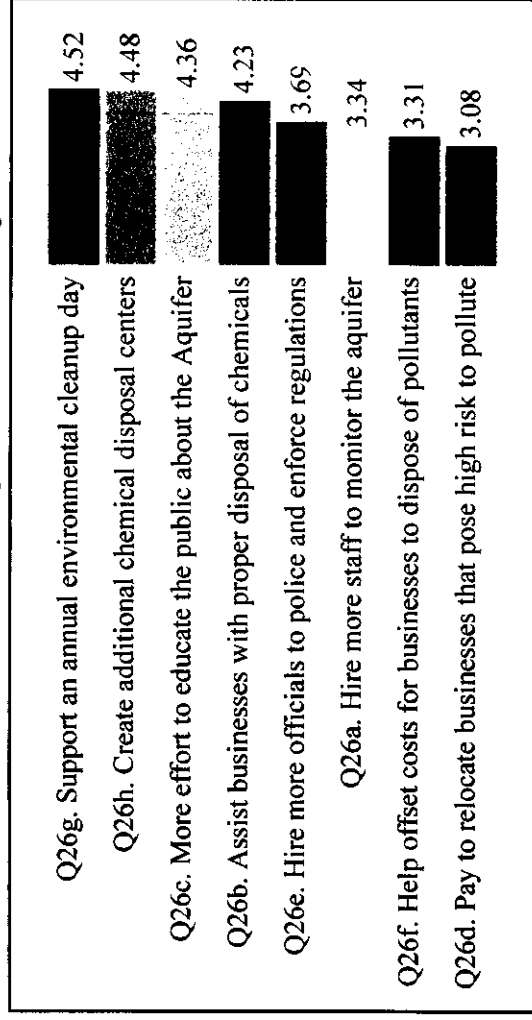 Q26g. Support an annual environmental cleanup day 4.52
Q26h. Create additional chemical disposal centers 4.48
Q26c. More effort to educate the public about the Aquifer 4.36
Q26b. Assist businesses with proper disposal of chemicals 4.23
Q26e. Hire more officials to police and enforce regulations 3.69
Q26a. Hire more staff to monitor the aquifer 3.34
Q26f. Help offset costs for businesses to dispose of pollutants 3.31
Q26d. Pay to relocate businesses that pose high risk to pollute 3.08